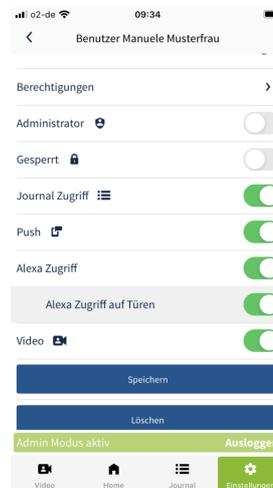 o2-de 09:34
Benutzer Manuele Musterfrau
Berechtigungen
Administrator
Gesperrt
Journal Zugriff
Push
Alexa Zugriff
Alexa Zugriff auf Türen
Video
Speichern
Löschen
Admin Modus aktiv Auslogge
Video Home Journal Einstellungen